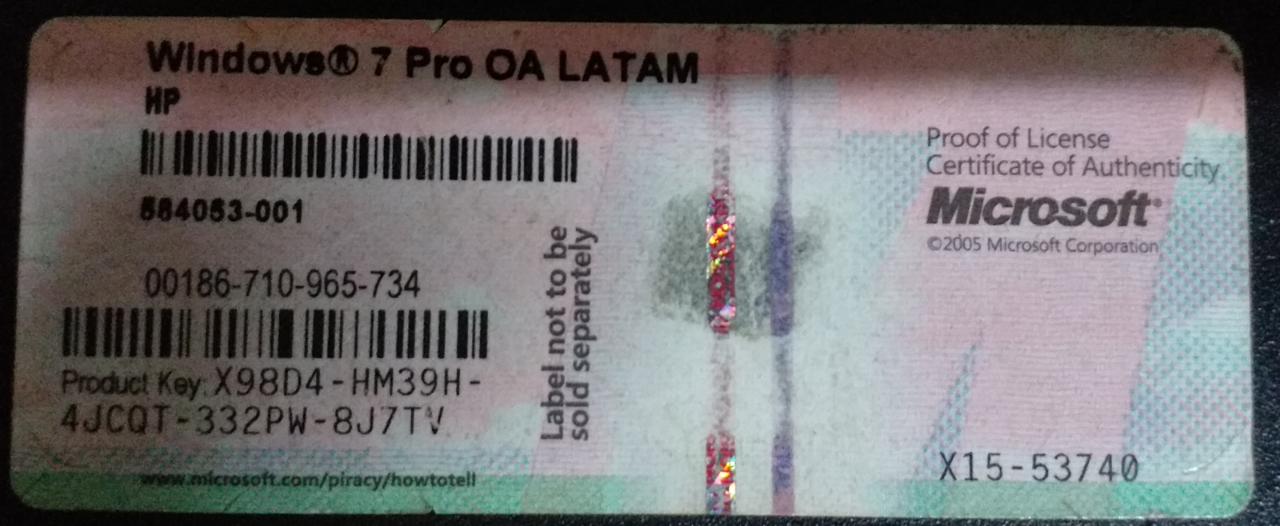 Windows® 7 Pro OA LATAM
HP
00186-710-965-734
Product Key: X98D4-HM39H-
4JCQT-332PW-8J7TV
www.microsoft.com/piracy/howtotell
Label not to be
sold separately
Proof of License
Certificate of Authenticity
Microsoft®
©2005 Microsoft Corporation
X15-53740